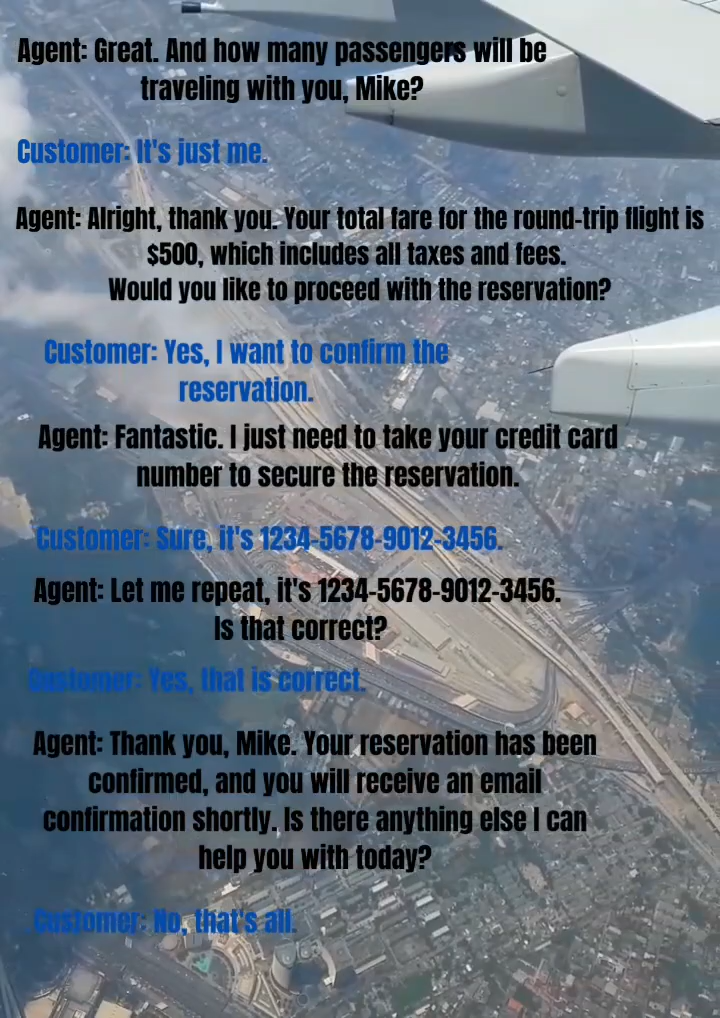 Agent: Great. And how many passengers will be
traveling with you, Mike?
Customer: It's just me.
Agent: Alright, thank you. Your total fare for the round-trip flight is
$500, which includes all taxes and fees.
Would you like to proceed with the reservation?
Customer: Yes, I want to confirm the
reservation.
Agent: Fantastic. I just need to take your credit card
number to secure the reservation.
Customer: Sure, it's 1234-5678-9012-3456.
Agent: Let me repeat, it's 1234-5678-9012-3456.
Is that correct?
Customer: Yes, that is correct.
Agent: Thank you, Mike. Your reservation has been
confirmed, and you will receive an email
confirmation shortly. Is there anything else I can
help you with today?
Customer: No, that's all.